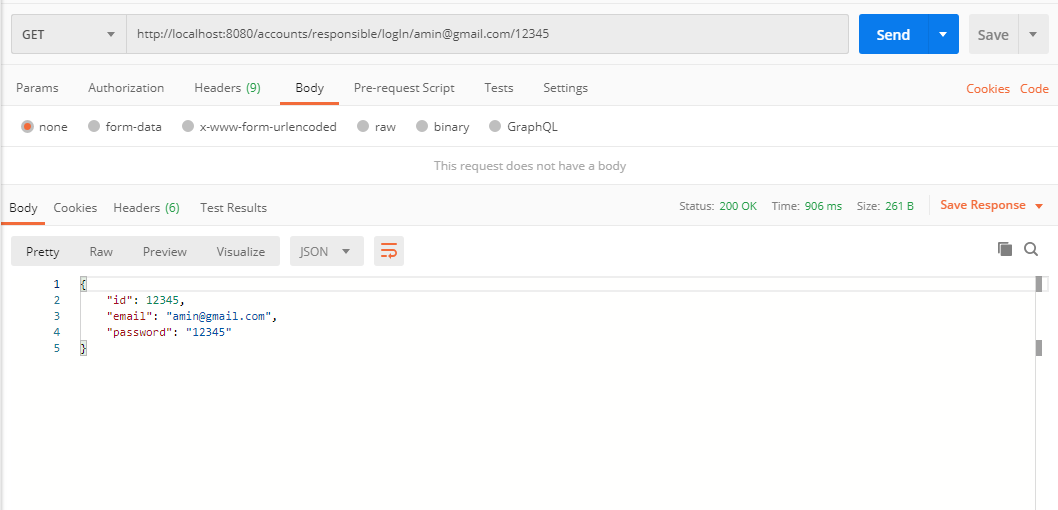 GET http://localhost:8080/accounts/responsible/logIn/amin@gmail.com/12345 Send Save
Params Authorization Headers (9) Body Pre-request Script Tests Settings Cookies Code
none form-data x-www-form-urlencoded raw binary GraphQL
This request does not have a body
Body Cookies Headers (6) Test Results Status: 200 OK Time: 906 ms Size: 261 B Save Response
Pretty Raw Preview Visualize JSON
1 {
2 "id": 12345,
3 "email": "amin@gmail.com",
4 "password": "12345"
5 }